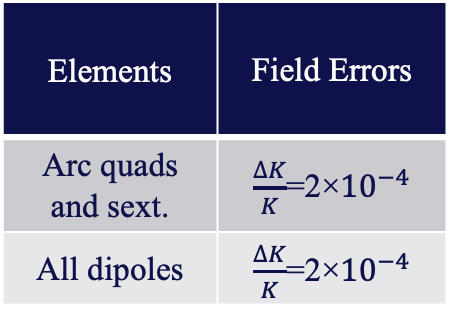 Elements
Field Errors
Arc quads
and sext.
ΔK/K=2×10⁻⁴
All dipoles
ΔK/K=2×10⁻⁴